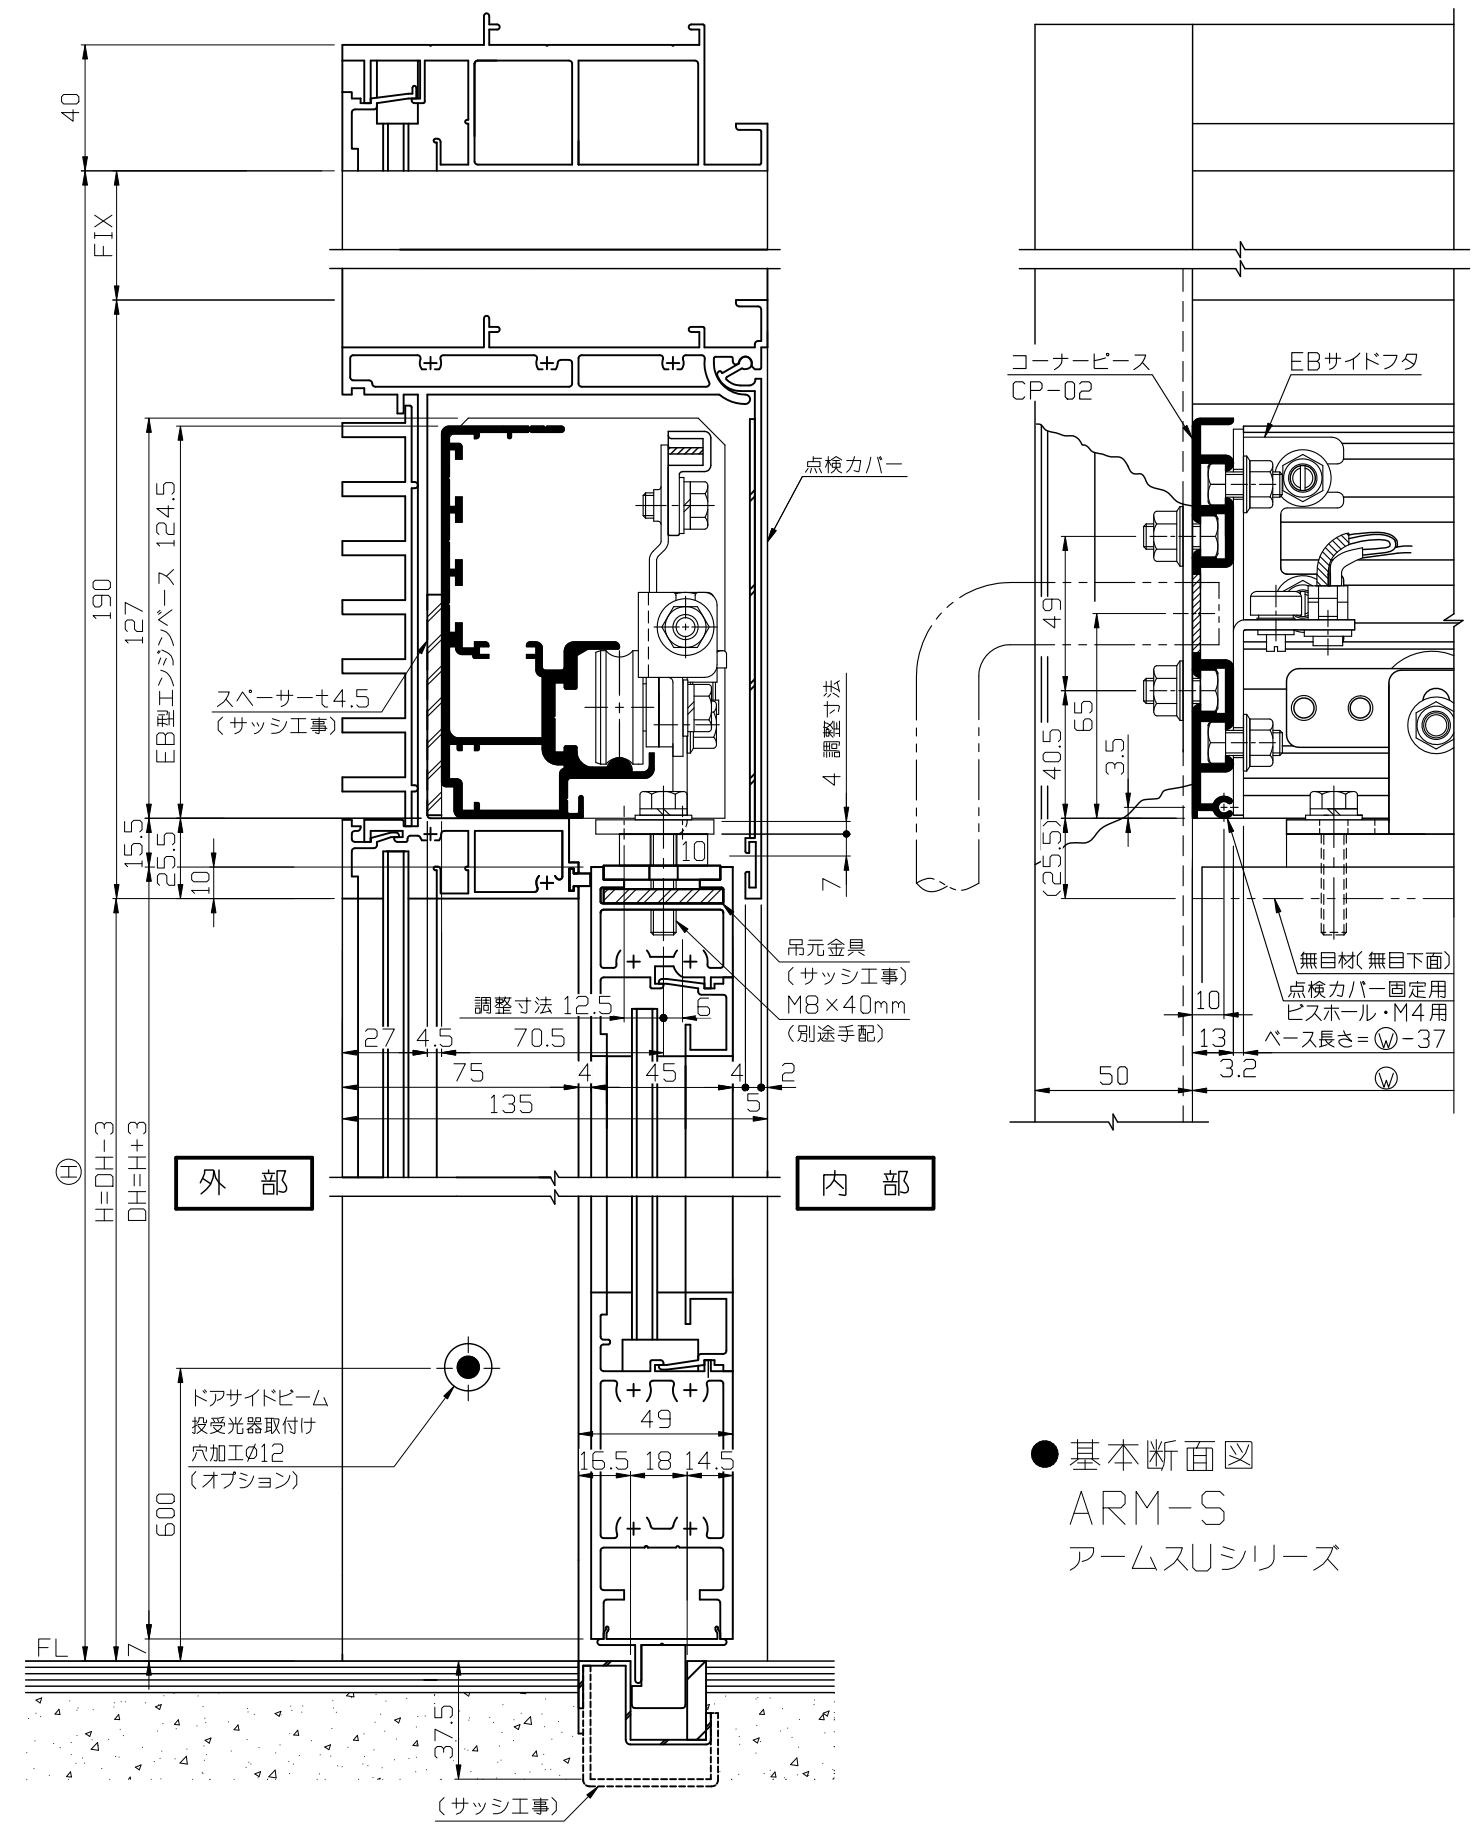 40
FIX
190
127
EB型エンジンベース 124.5
スペーサーt4.5
(サッシ工事)
15.5
25.5
10
点検カバー
4 調整寸法
10
7
吊元金具
(サッシ工事)
M8×40mm
(別途手配)
調整寸法 12.5
6
27
4.5
70.5
75
4
45
4
2
135
5
Ⓗ
H=DH-3
DH=H+3
外 部
内 部
ドアサイドビーム
投受光器取付け
穴加工φ12
(オプション)
600
49
16.5
18
14.5
FL
7
37.5
(サッシ工事)
コーナーピース
CP-02
EBサイドフタ
49
65
40.5
3.5
(25.5)
無目材(無目下面)
点検カバー固定用
ビスホール・M4用
10
13
ベース長さ=Ⓦ-37
3.2
50
Ⓦ
●基本断面図
ARM-S
アームスUシリーズ